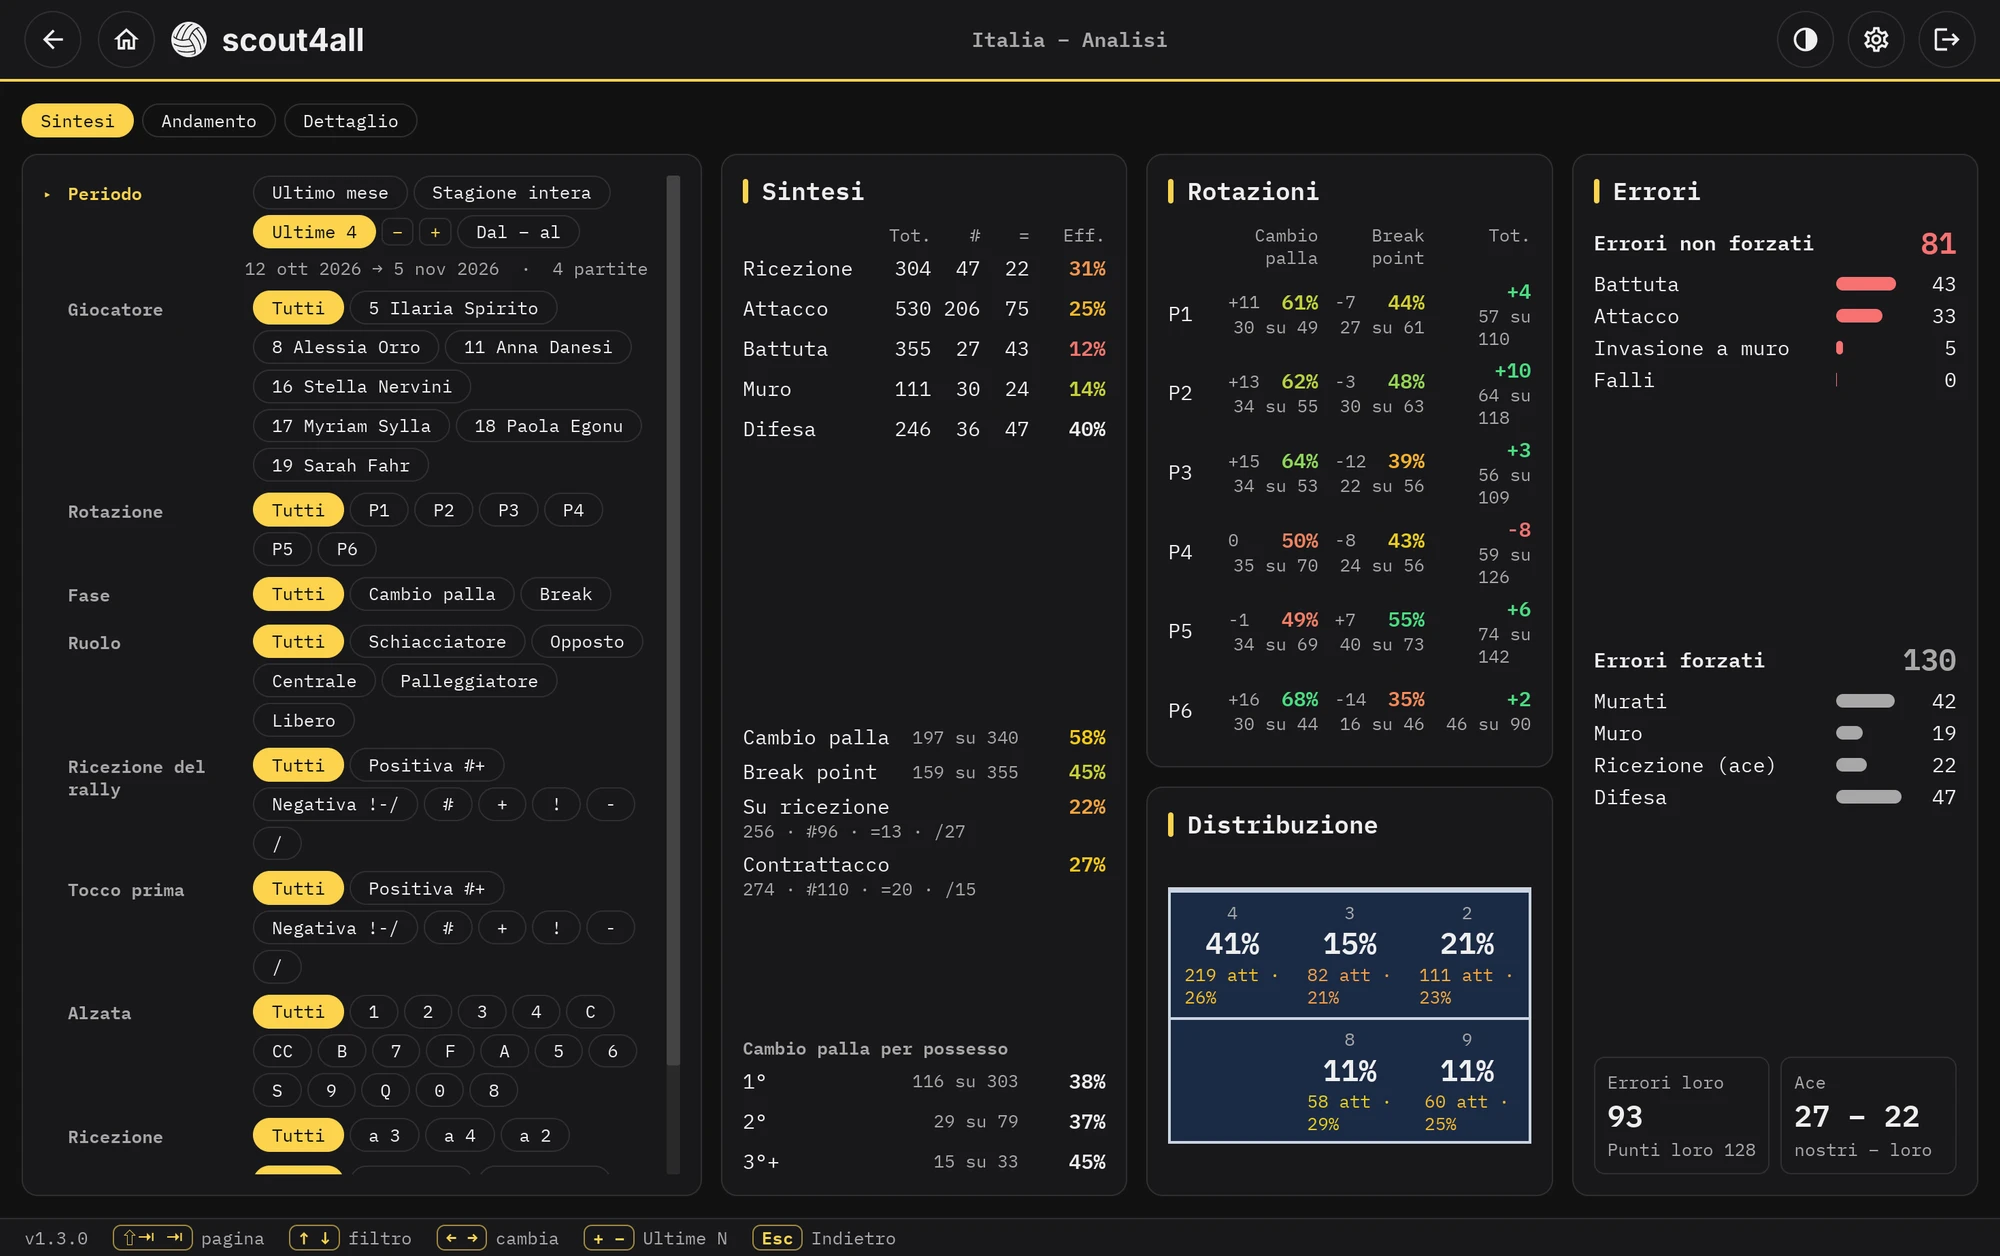 scout4all
Italia – Analisi
Sintesi Andamento Dettaglio
▸ Periodo
Ultimo mese Stagione intera
Ultime 4 − + Dal – al
12 ott 2026 → 5 nov 2026 · 4 partite
Giocatore
Tutti 5 Ilaria Spirito
8 Alessia Orro 11 Anna Danesi
16 Stella Nervini
17 Myriam Sylla 18 Paola Egonu
19 Sarah Fahr
Rotazione
Tutti P1 P2 P3 P4
P5 P6
Fase
Tutti Cambio palla Break
Ruolo
Tutti Schiacciatore Opposto
Centrale Palleggiatore
Libero
Ricezione del
rally
Tutti Positiva #+
Negativa !-/ # + ! -
/
Tocco prima
Tutti Positiva #+
Negativa !-/ # + ! -
/
Alzata
Tutti 1 2 3 4 C
CC B 7 F A 5 6
S 9 Q 0 8
Ricezione
Tutti a 3 a 4 a 2
Sintesi
Tot. # = Eff.
Ricezione 304 47 22 31%
Attacco 530 206 75 25%
Battuta 355 27 43 12%
Muro 111 30 24 14%
Difesa 246 36 47 40%
Cambio palla 197 su 340 58%
Break point 159 su 355 45%
Su ricezione 22%
256 · #96 · =13 · /27
Contrattacco 27%
274 · #110 · =20 · /15
Cambio palla per possesso
1° 116 su 303 38%
2° 29 su 79 37%
3°+ 15 su 33 45%
Rotazioni
Cambio palla Break point Tot.
P1 +11 61% -7 44% +4
30 su 49 27 su 61 57 su 110
P2 +13 62% -3 48% +10
34 su 55 30 su 63 64 su 118
P3 +15 64% -12 39% +3
34 su 53 22 su 56 56 su 109
P4 0 50% -8 43% -8
35 su 70 24 su 56 59 su 126
P5 -1 49% +7 55% +6
34 su 69 40 su 73 74 su 142
P6 +16 68% -14 35% +2
30 su 44 16 su 46 46 su 90
Distribuzione
4 3 2
41% 15% 21%
219 att · 26% 82 att · 21% 111 att · 23%
8 9
11% 11%
58 att · 29% 60 att · 25%
Errori
Errori non forzati 81
Battuta 43
Attacco 33
Invasione a muro 5
Falli 0
Errori forzati 130
Murati 42
Muro 19
Ricezione (ace) 22
Difesa 47
Errori loro
93
Punti loro 128
Ace
27 – 22
nostri – loro
v1.3.0 ⇧⇥ ⇥ pagina ↑ ↓ filtro ← → cambia + − Ultime N Esc Indietro